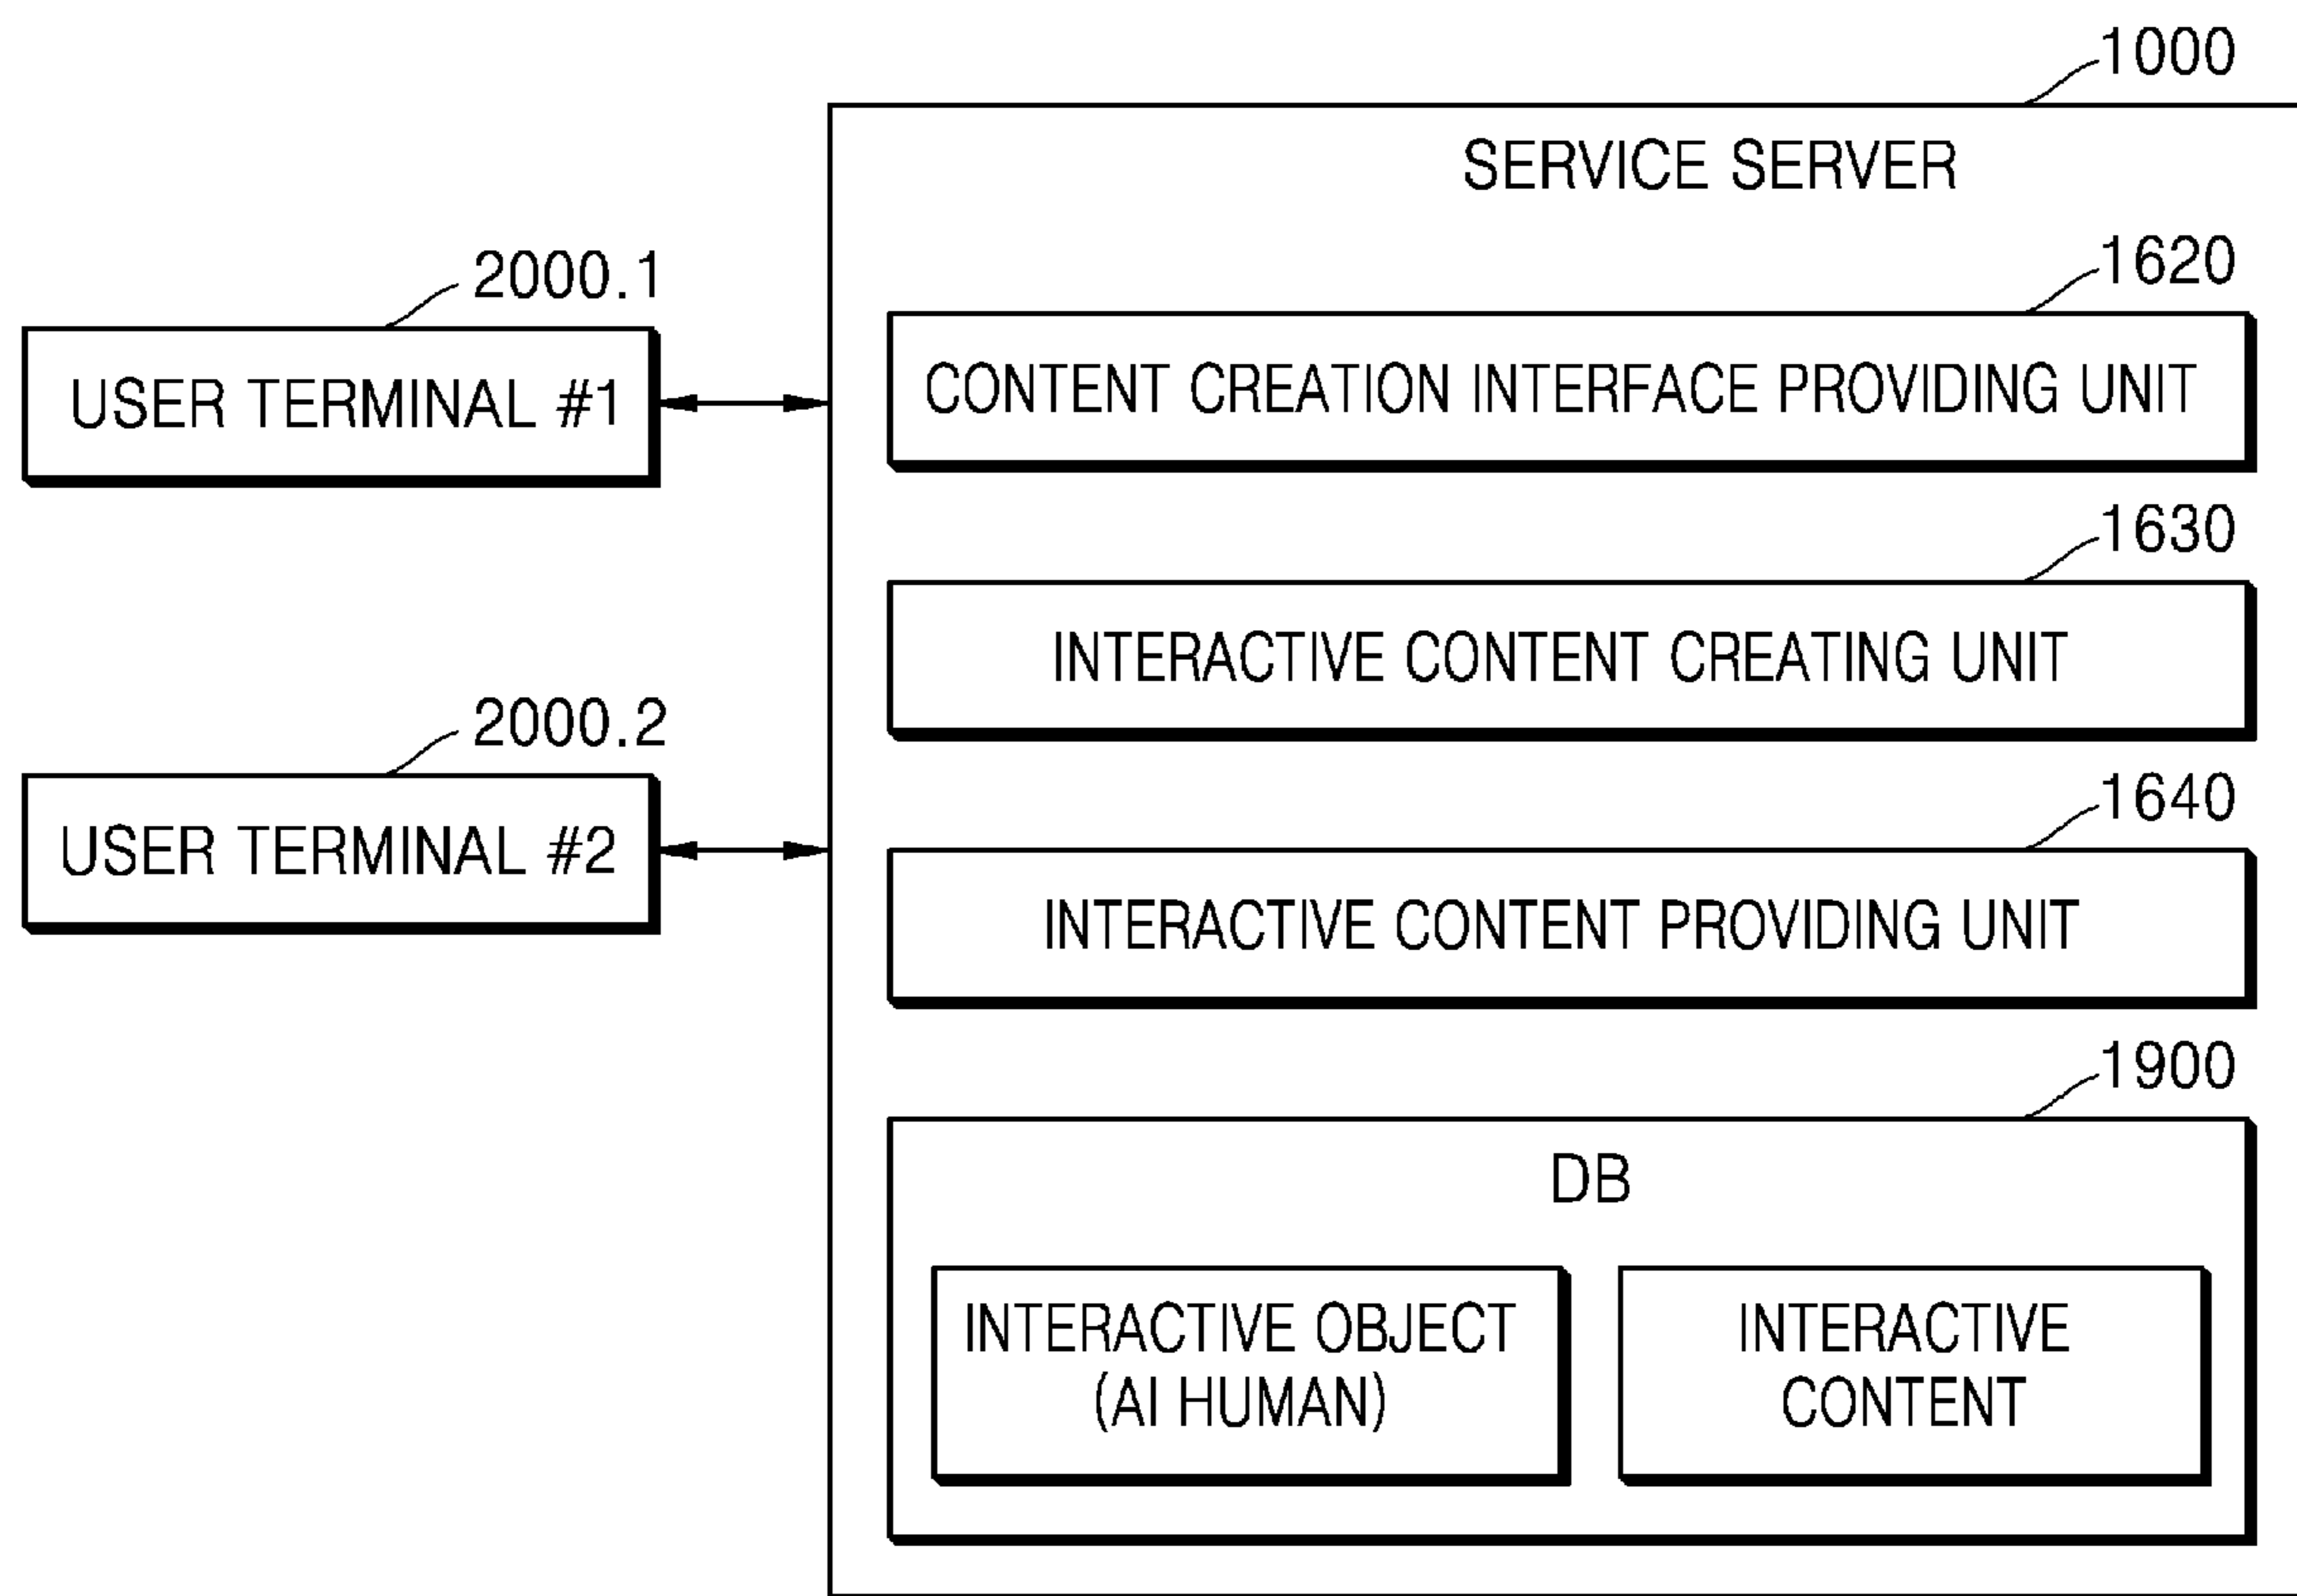 1000
SERVICE SERVER
2000.1
USER TERMINAL #1
1620
CONTENT CREATION INTERFACE PROVIDING UNIT
1630
INTERACTIVE CONTENT CREATING UNIT
2000.2
USER TERMINAL #2
1640
INTERACTIVE CONTENT PROVIDING UNIT
1900
DB
INTERACTIVE OBJECT
(AI HUMAN)
INTERACTIVE
CONTENT